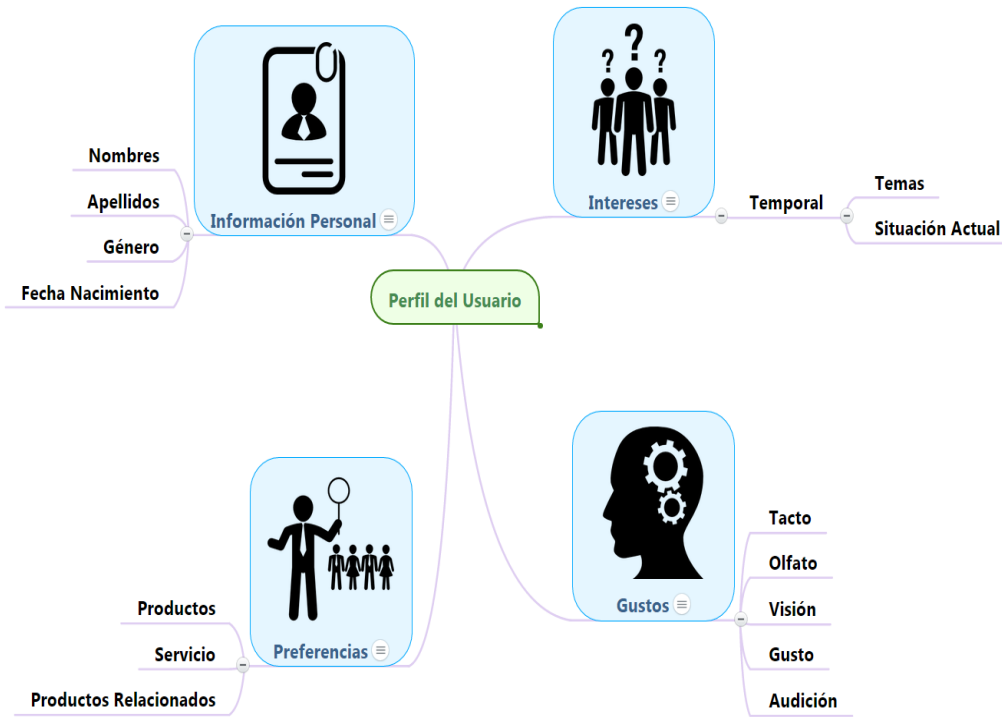 Perfil del Usuario
Información Personal
Nombres
Apellidos
Género
Fecha Nacimiento
? ? ?
Intereses
Temporal
Temas
Situación Actual
Preferencias
Productos
Servicio
Productos Relacionados
Gustos
Tacto
Olfato
Visión
Gusto
Audición